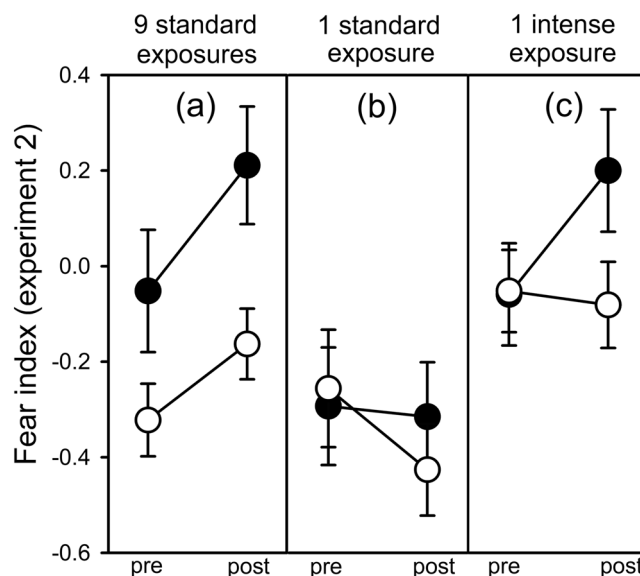 9 standard
exposures
1 standard
exposure
1 intense
exposure
Fear index (experiment 2)
0.4
0.2
0.0
-0.2
-0.4
-0.6
(a)
(b)
(c)
pre
post
pre
post
pre
post